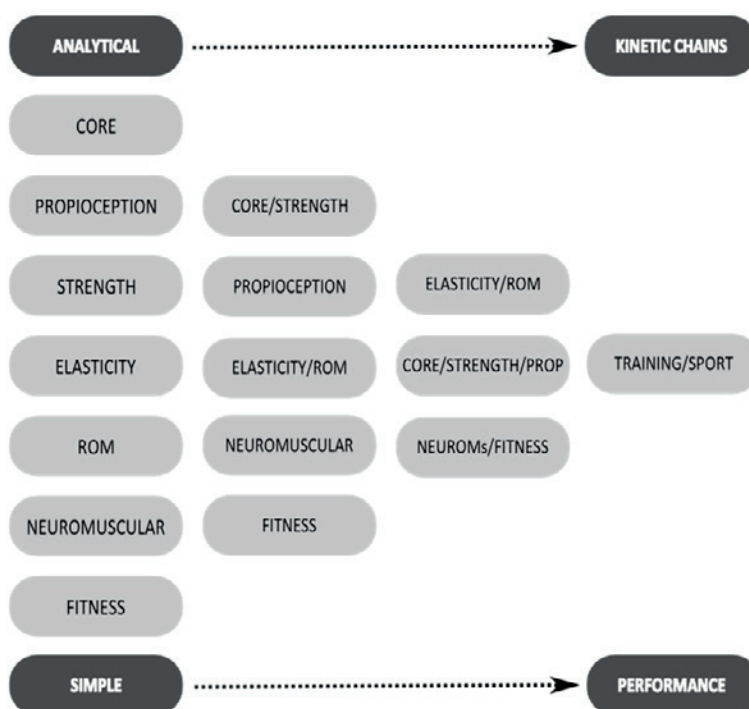 ANALYTICAL KINETIC CHAINS
CORE
PROPIOCEPTION CORE/STRENGTH
STRENGTH PROPIOCEPTION ELASTICITY/ROM
ELASTICITY ELASTICITY/ROM CORE/STRENGTH/PROP TRAINING/SPORT
ROM NEUROMUSCULAR NEUROMs/FITNESS
NEUROMUSCULAR FITNESS
FITNESS
SIMPLE PERFORMANCE